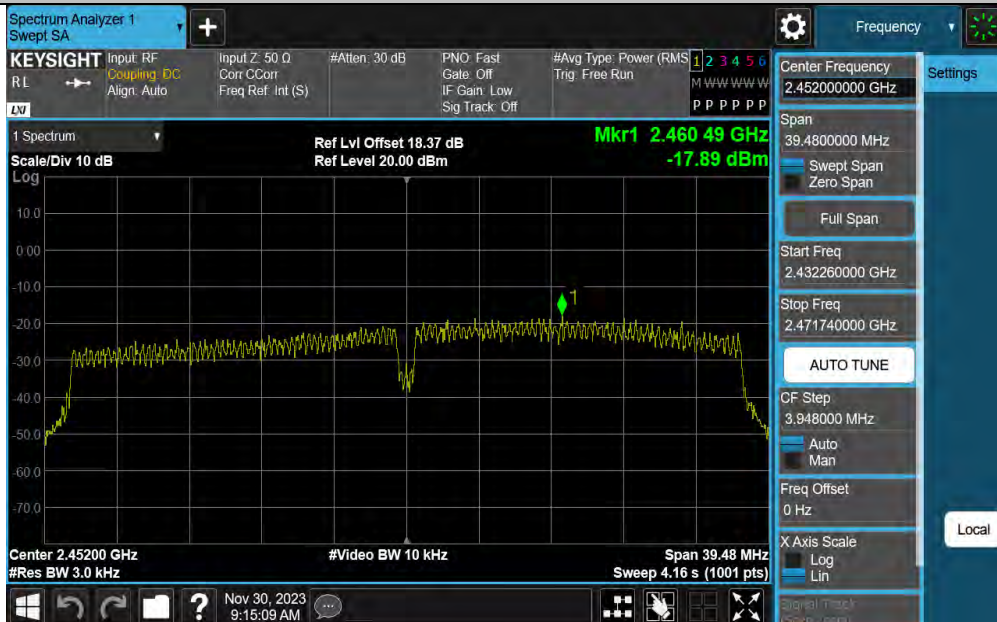 Spectrum Analyzer 1
Swept SA
+
Frequency
KEYSIGHT
RL
LXI
Input: RF
Coupling: DC
Align: Auto
Input Z: 50 Ω
Corr CCorr
Freq Ref: Int (S)
#Atten: 30 dB
PNO: Fast
Gate: Off
IF Gain: Low
Sig Track: Off
#Avg Type: Power (RMS
Trig: Free Run
1 2 3 4 5 6
M W W W W W
P P P P P P
1 Spectrum
Scale/Div 10 dB
Log
Ref Lvl Offset 18.37 dB
Ref Level 20.00 dBm
Mkr1 2.460 49 GHz
-17.89 dBm
10.0
0.00
-10.0
-20.0
-30.0
-40.0
-50.0
-60.0
-70.0
1
Center 2.45200 GHz
#Res BW 3.0 kHz
#Video BW 10 kHz
Span 39.48 MHz
Sweep 4.16 s (1001 pts)
Nov 30, 2023
9:15:09 AM
Center Frequency
2.452000000 GHz
Span
39.4800000 MHz
Swept Span
Zero Span
Full Span
Start Freq
2.432260000 GHz
Stop Freq
2.471740000 GHz
AUTO TUNE
CF Step
3.948000 MHz
Auto
Man
Freq Offset
0 Hz
X Axis Scale
Log
Lin
Signal Track
Settings
Local